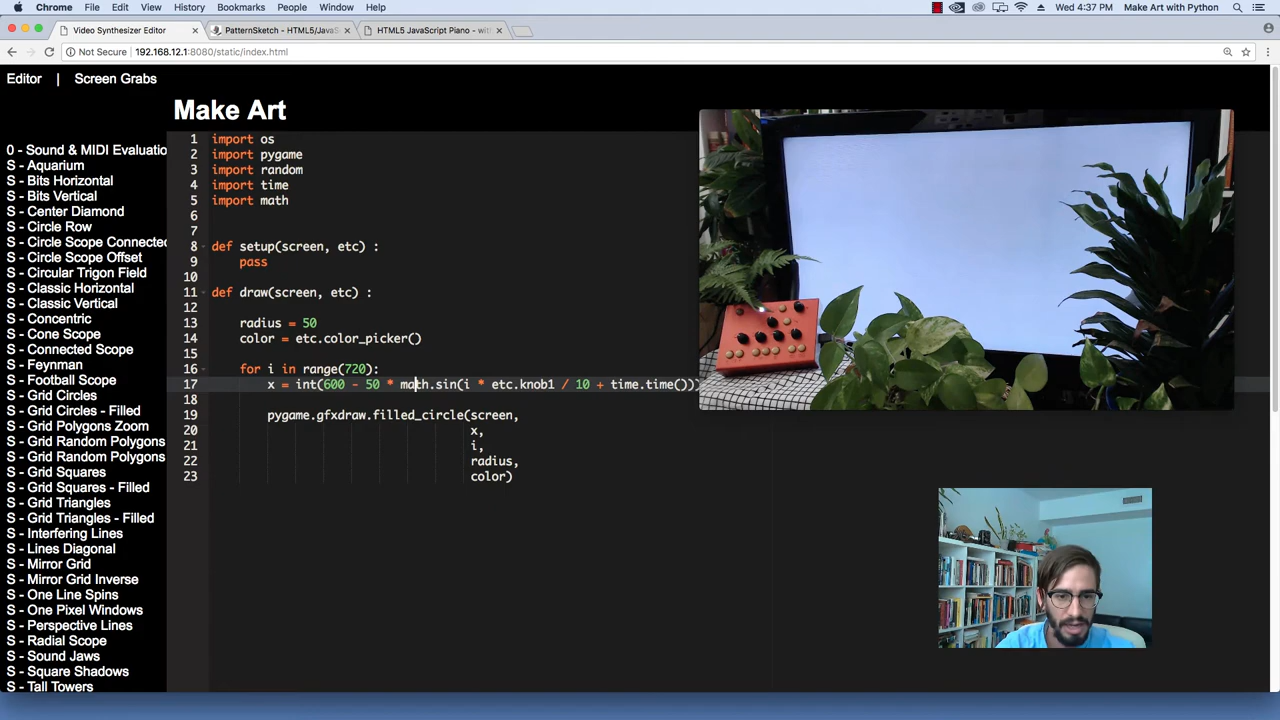 Chrome File Edit View History Bookmarks People Window Help Wed 4:37 PM Make Art with Python
Video Synthesizer Editor × PatternSketch - HTML5/JavaS × HTML5 JavaScript Piano - wit ×
Not Secure 192.168.12.1:8080/static/index.html
Editor | Screen Grabs
Make Art
0 - Sound & MIDI Evaluatio
S - Aquarium
S - Bits Horizontal
S - Bits Vertical
S - Center Diamond
S - Circle Row
S - Circle Scope Connected
S - Circle Scope Offset
S - Circular Trigon Field
S - Classic Horizontal
S - Classic Vertical
S - Concentric
S - Cone Scope
S - Connected Scope
S - Feynman
S - Football Scope
S - Grid Circles
S - Grid Circles - Filled
S - Grid Polygons Zoom
S - Grid Random Polygons
S - Grid Random Polygons
S - Grid Squares
S - Grid Squares - Filled
S - Grid Triangles
S - Grid Triangles - Filled
S - Interfering Lines
S - Lines Diagonal
S - Mirror Grid
S - Mirror Grid Inverse
S - One Line Spins
S - One Pixel Windows
S - Perspective Lines
S - Radial Scope
S - Sound Jaws
S - Square Shadows
S - Tall Towers
1 import os
2 import pygame
3 import random
4 import time
5 import math
6
7
8 def setup(screen, etc) :
9 pass
10
11 def draw(screen, etc) :
12
13 radius = 50
14 color = etc.color_picker()
15
16 for i in range(720):
17 x = int(600 - 50 * math.sin(i * etc.knob1 / 10 + time.time()))
18
19 pygame.gfxdraw.filled_circle(screen,
20 x,
21 i,
22 radius,
23 color)